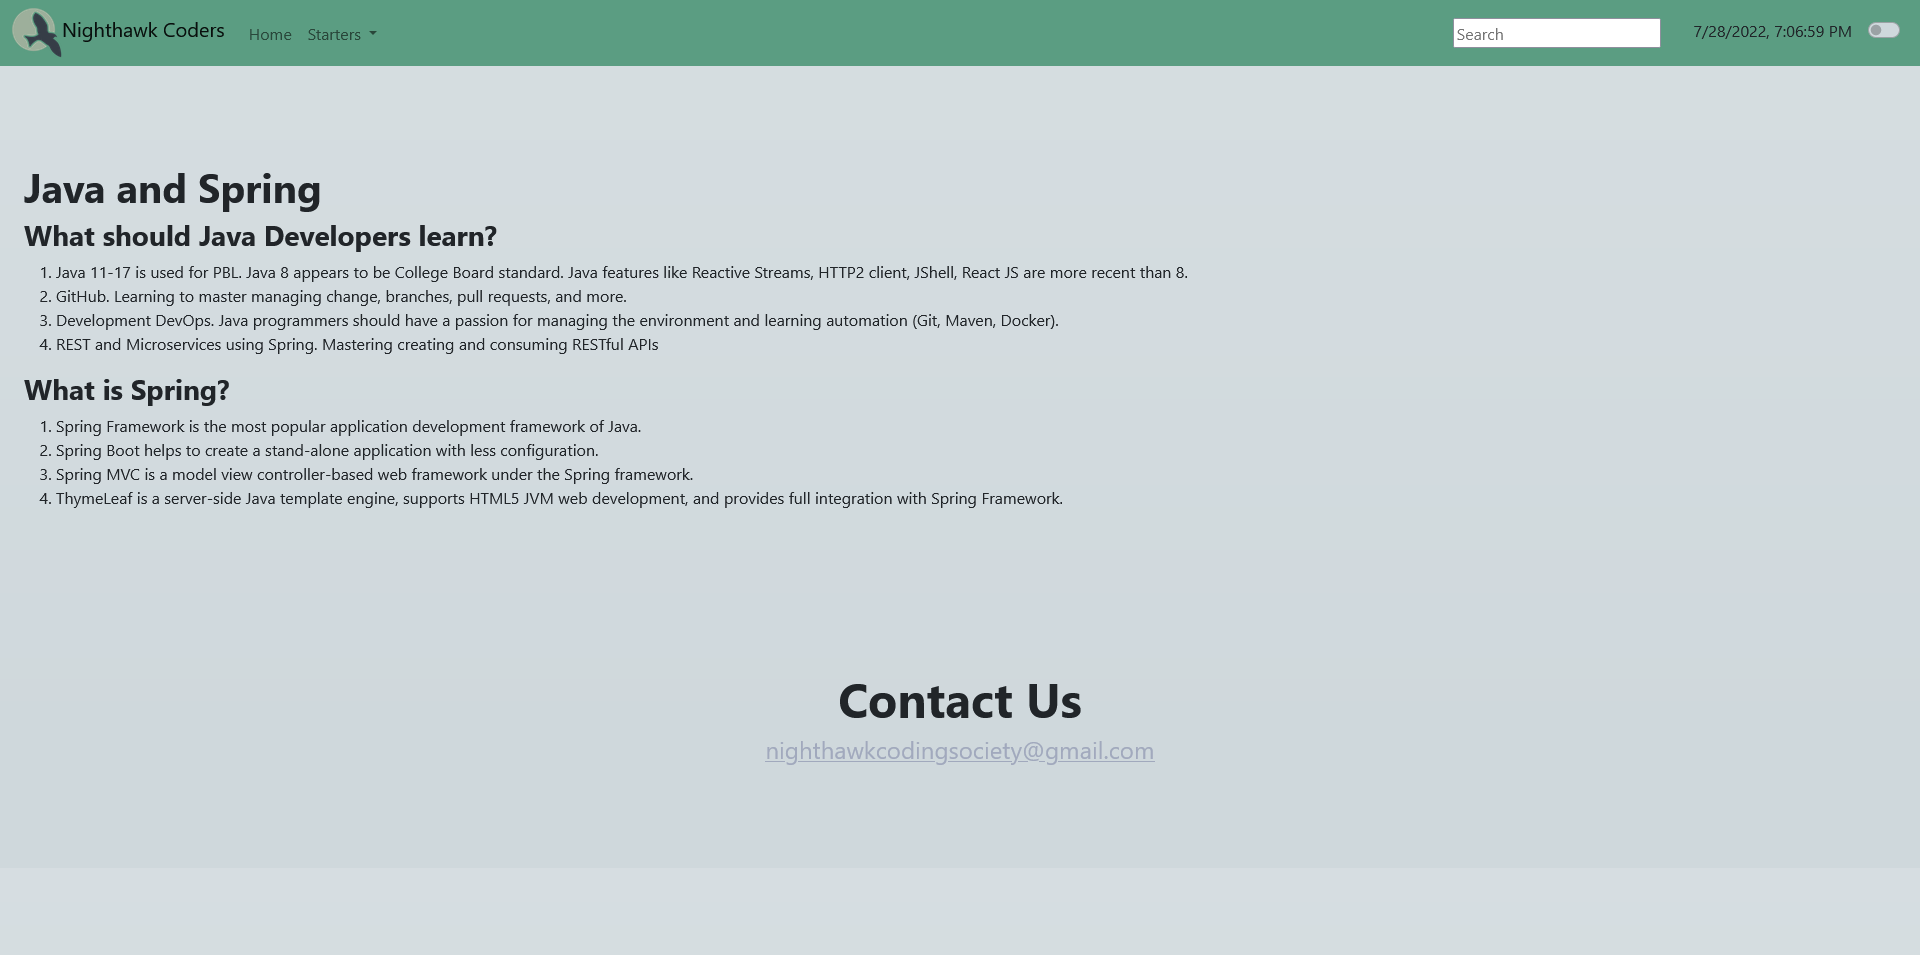 Nighthawk Coders Home Starters Search 7/28/2022, 7:06:59 PM
Java and Spring
What should Java Developers learn?
1. Java 11-17 is used for PBL. Java 8 appears to be College Board standard. Java features like Reactive Streams, HTTP2 client, JShell, React JS are more recent than 8.
2. GitHub. Learning to master managing change, branches, pull requests, and more.
3. Development DevOps. Java programmers should have a passion for managing the environment and learning automation (Git, Maven, Docker).
4. REST and Microservices using Spring. Mastering creating and consuming RESTful APIs
What is Spring?
1. Spring Framework is the most popular application development framework of Java.
2. Spring Boot helps to create a stand-alone application with less configuration.
3. Spring MVC is a model view controller-based web framework under the Spring framework.
4. ThymeLeaf is a server-side Java template engine, supports HTML5 JVM web development, and provides full integration with Spring Framework.
Contact Us
nighthawkcodingsociety@gmail.com